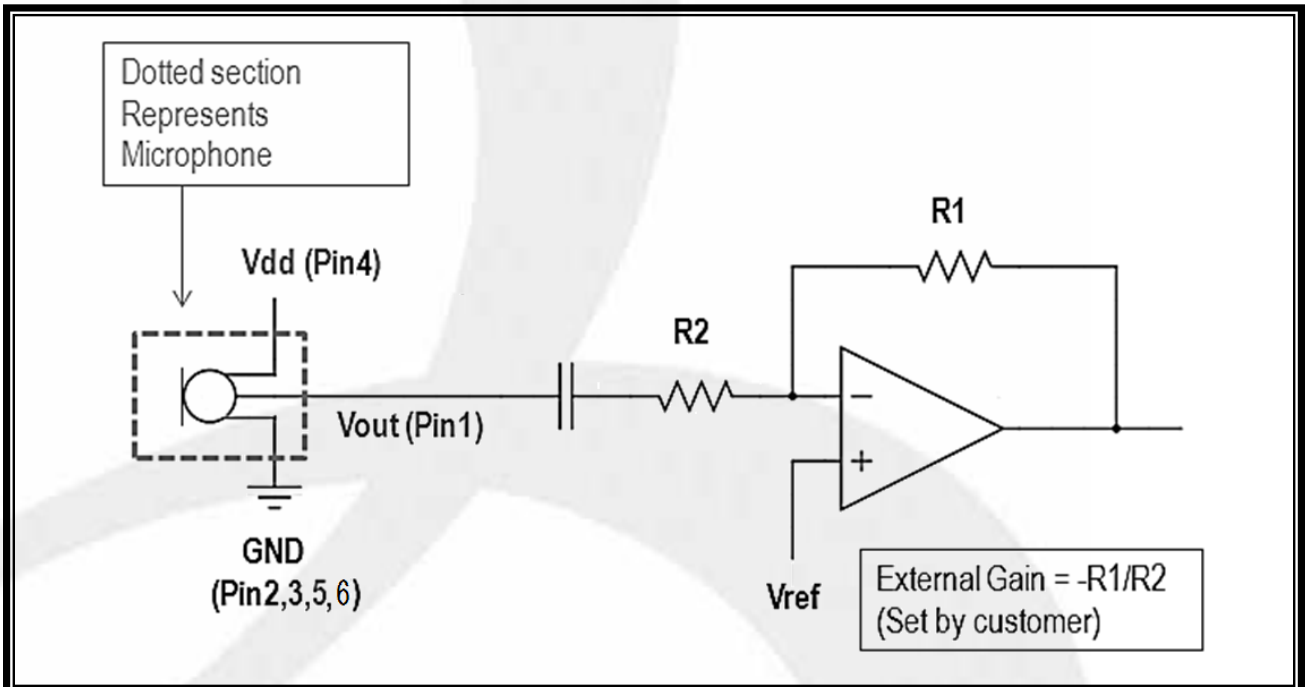 Dotted section
Represents
Microphone
R1
Vdd (Pin4)
R2
Vout (Pin1)
−
+
GND
(Pin2,3,5,6)
Vref
External Gain = -R1/R2
(Set by customer)